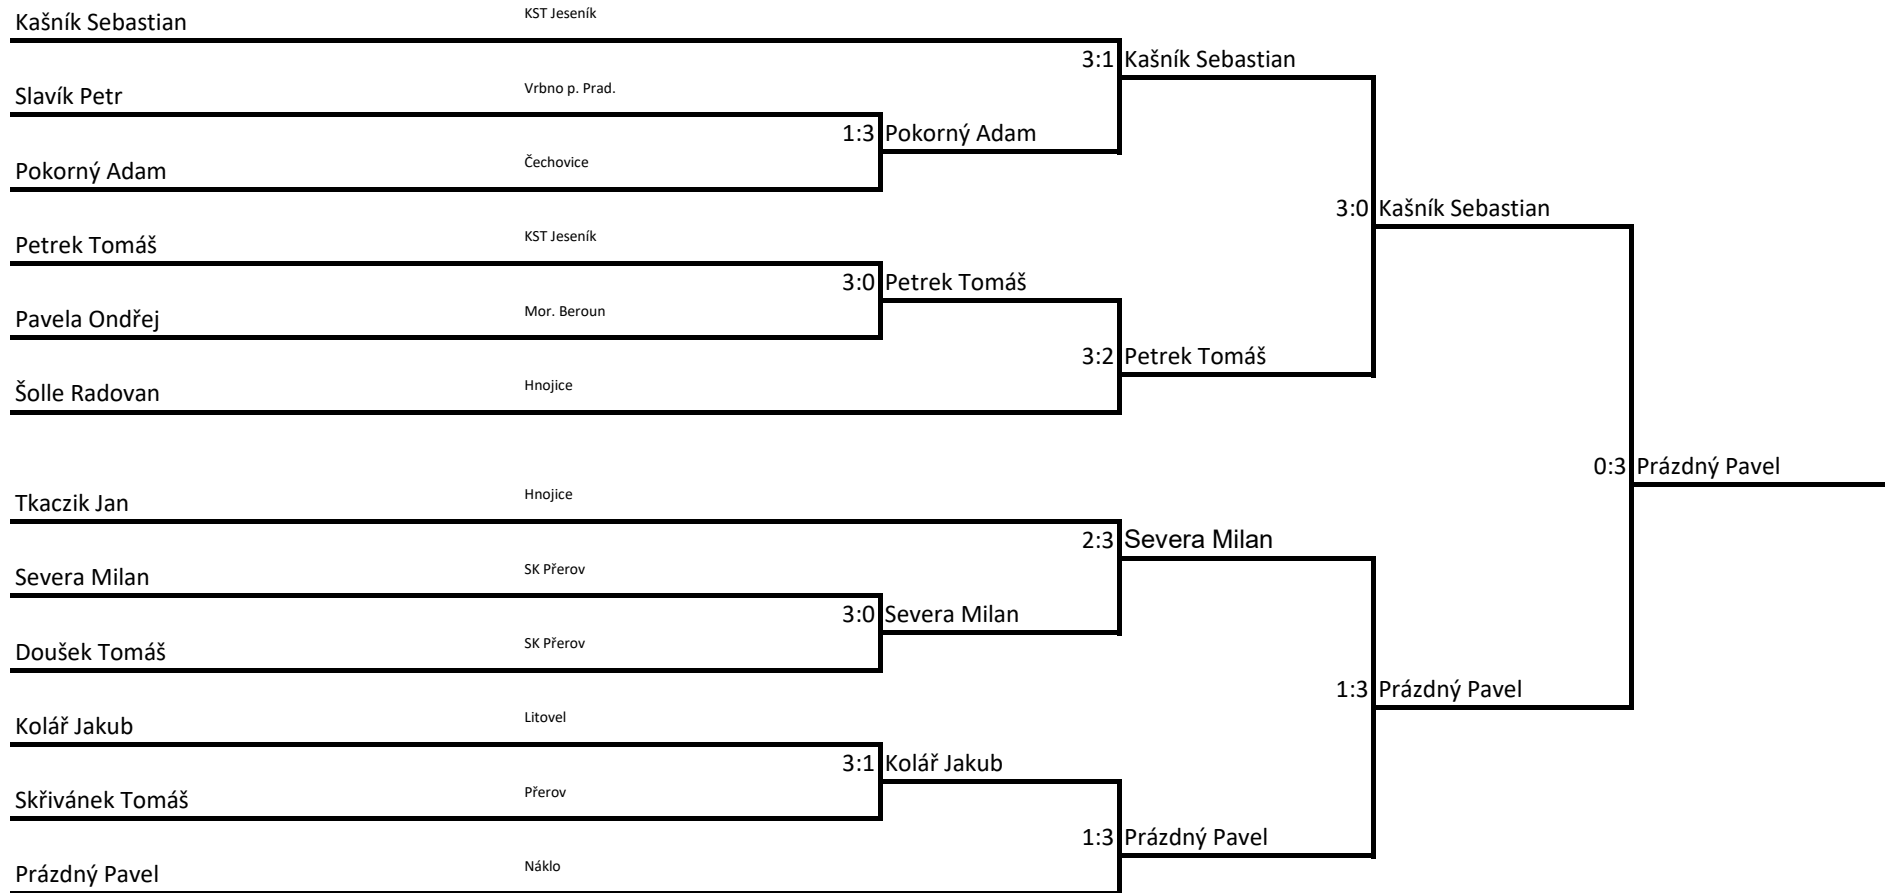 Kašník Sebastian KST Jeseník
3:1 Kašník Sebastian
Slavík Petr Vrbno p. Prad.
1:3 Pokorný Adam
Pokorný Adam Čechovice
3:0 Kašník Sebastian
Petrek Tomáš KST Jeseník
3:0 Petrek Tomáš
Pavela Ondřej Mor. Beroun
3:2 Petrek Tomáš
Šolle Radovan Hnojice
0:3 Prázdný Pavel
Tkaczik Jan Hnojice
2:3 Severa Milan
Severa Milan SK Přerov
3:0 Severa Milan
Doušek Tomáš SK Přerov
1:3 Prázdný Pavel
Kolář Jakub Litovel
3:1 Kolář Jakub
Skřivánek Tomáš Přerov
1:3 Prázdný Pavel
Prázdný Pavel Náklo